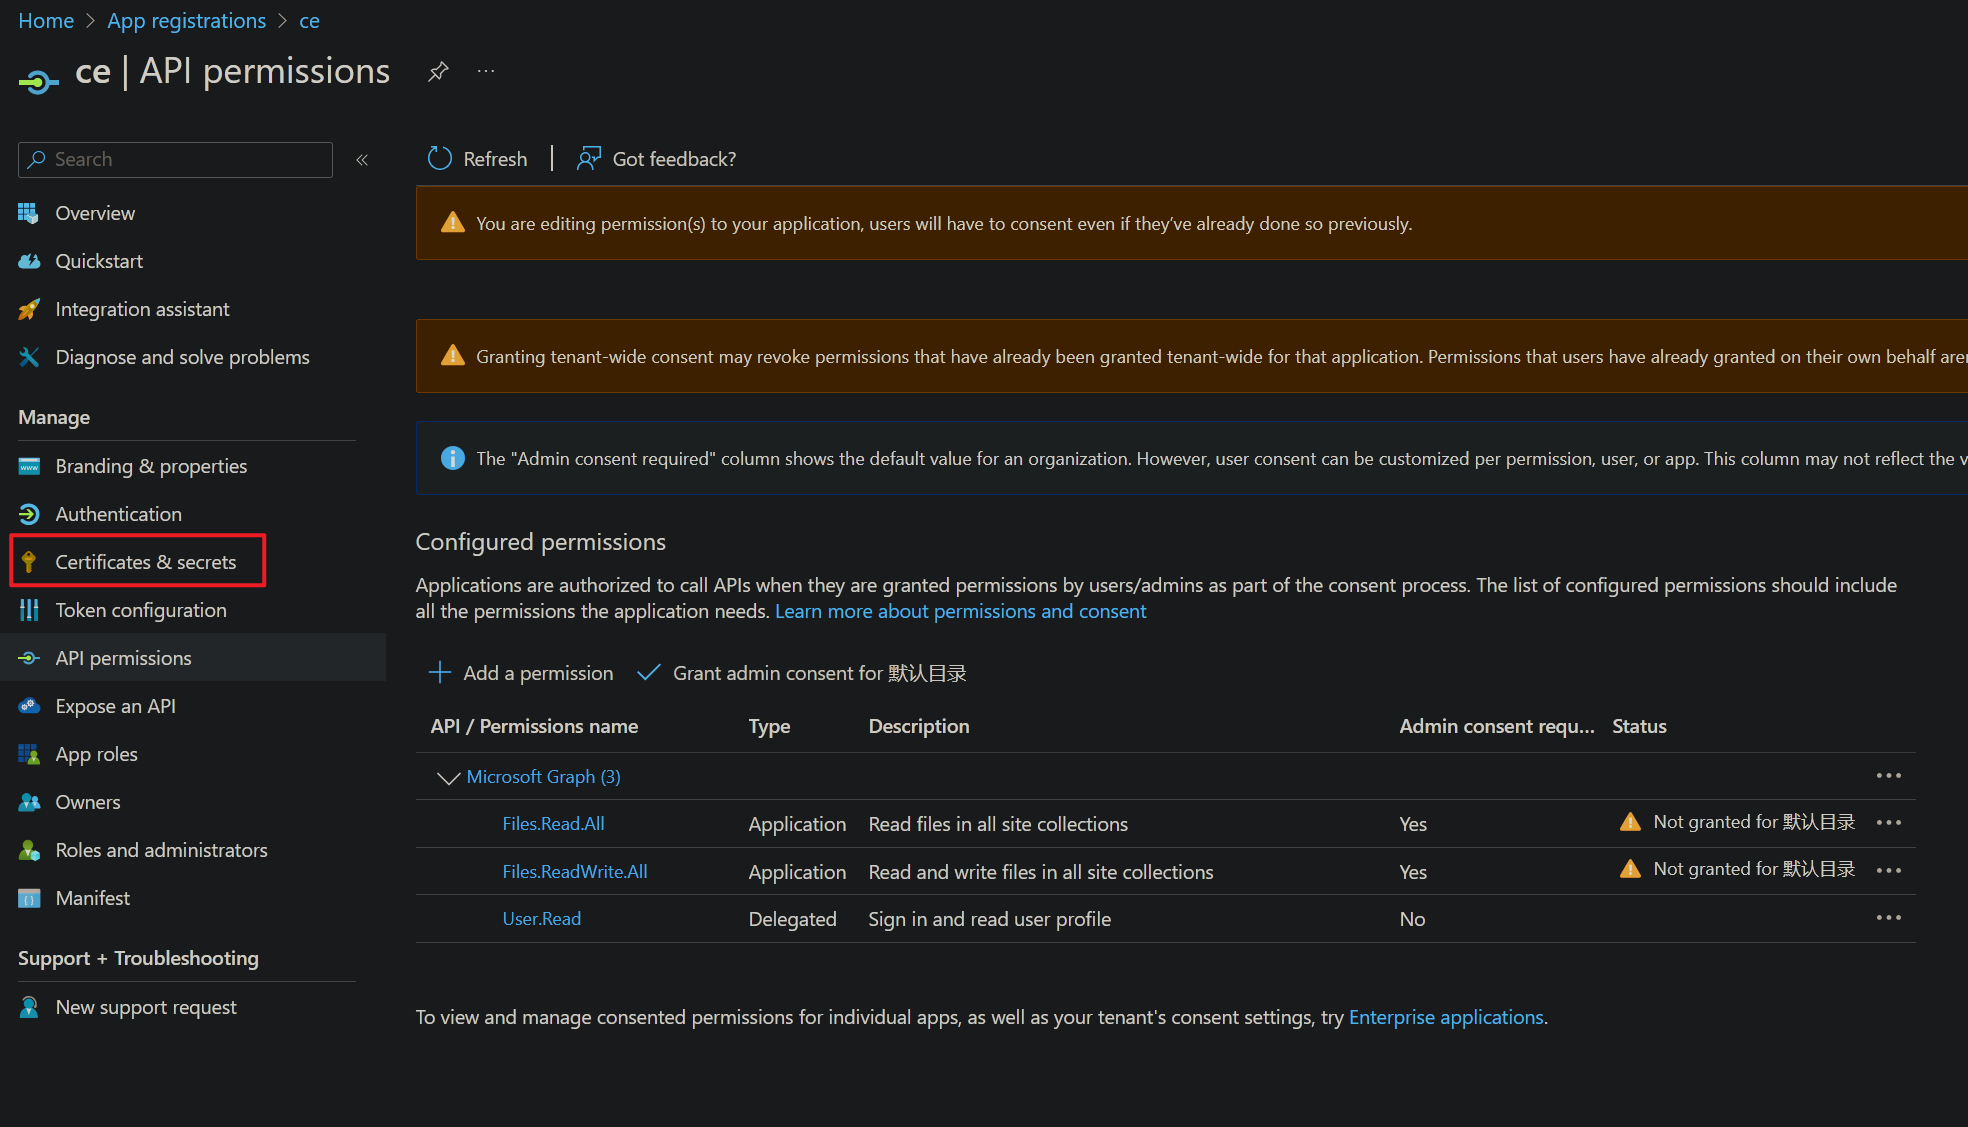 Home > App registrations > ce
ce | API permissions
Search
Refresh
Got feedback?
Overview
Quickstart
Integration assistant
Diagnose and solve problems
Manage
Branding & properties
Authentication
Certificates & secrets
Token configuration
API permissions
Expose an API
App roles
Owners
Roles and administrators
Manifest
Support + Troubleshooting
New support request
You are editing permission(s) to your application, users will have to consent even if they’ve already done so previously.
Granting tenant-wide consent may revoke permissions that have already been granted tenant-wide for that application. Permissions that users have already granted on their own behalf
The "Admin consent required" column shows the default value for an organization. However, user consent can be customized per permission, user, or app. This column may not reflect the
Configured permissions
Applications are authorized to call APIs when they are granted permissions by users/admins as part of the consent process. The list of configured permissions should include
all the permissions the application needs. Learn more about permissions and consent
Add a permission
Grant admin consent for 默认目录
API / Permissions name Type Description Admin consent requ... Status
Microsoft Graph (3)
Files.Read.All Application Read files in all site collections Yes Not granted for 默认目录
Files.ReadWrite.All Application Read and write files in all site collections Yes Not granted for 默认目录
User.Read Delegated Sign in and read user profile No
To view and manage consented permissions for individual apps, as well as your tenant's consent settings, try Enterprise applications.